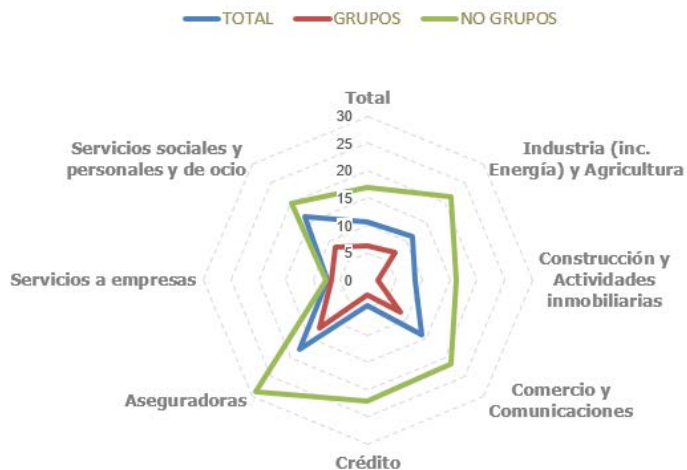 TOTAL GRUPOS NO GRUPOS
Total
30
25
20
15
10
5
0
Industria (inc.
Energía) y Agricultura
Construcción y
Actividades
inmobiliarias
Comercio y
Comunicaciones
Crédito
Aseguradoras
Servicios a empresas
Servicios sociales y
personales y de ocio